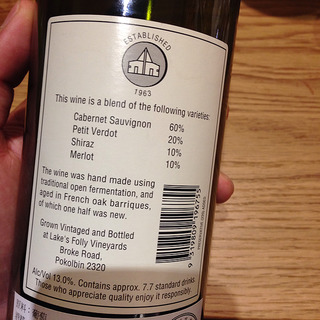 ESTABLISHED
1963
This wine is a blend of the following varieties:
Cabernet Sauvignon 60%
Petit Verdot 20%
Shiraz 10%
Merlot 10%
The wine was hand made using
traditional open fermentation, and
aged in French oak barriques,
of which one half was new.
Grown Vintaged and Bottled
at Lake's Folly Vineyards
Broke Road,
Pokolbin 2320
Alc/Vol 13.0%. Contains approx. 7.7 standard drinks
Those who appreciate quality enjoy it responsibly.